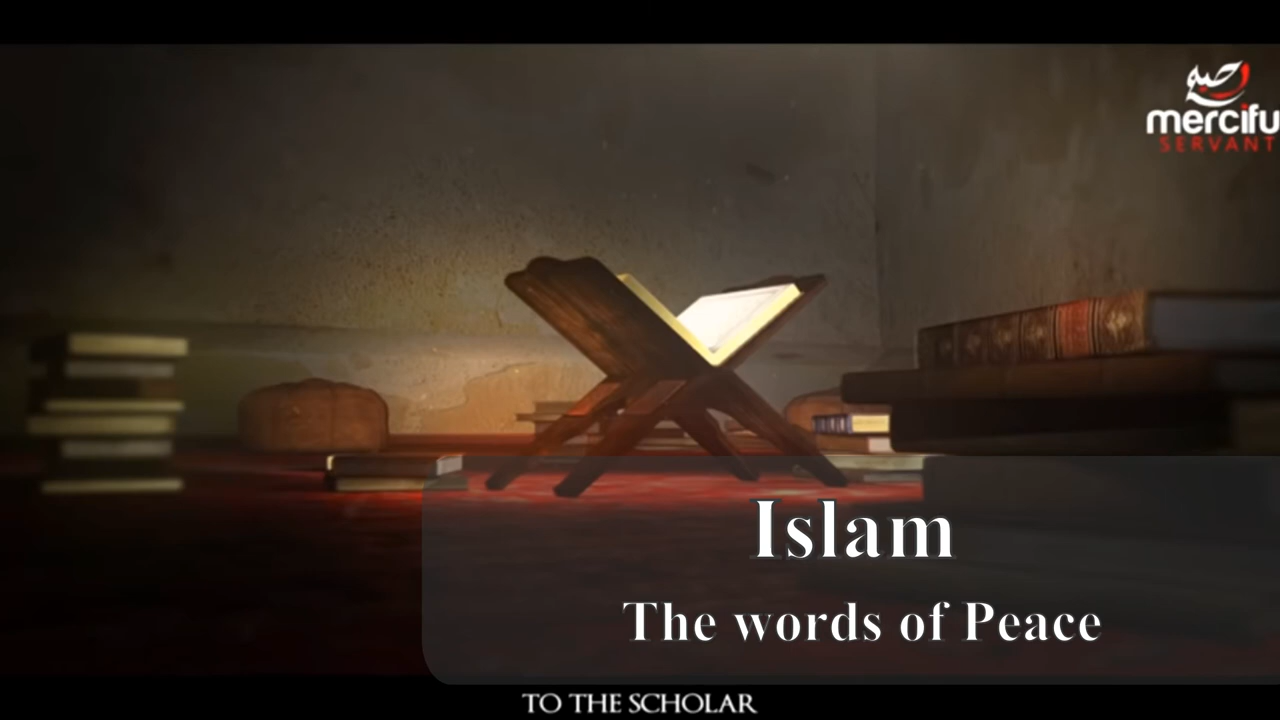 mercifu
SERVANT
Islam
The words of Peace
TO THE SCHOLAR